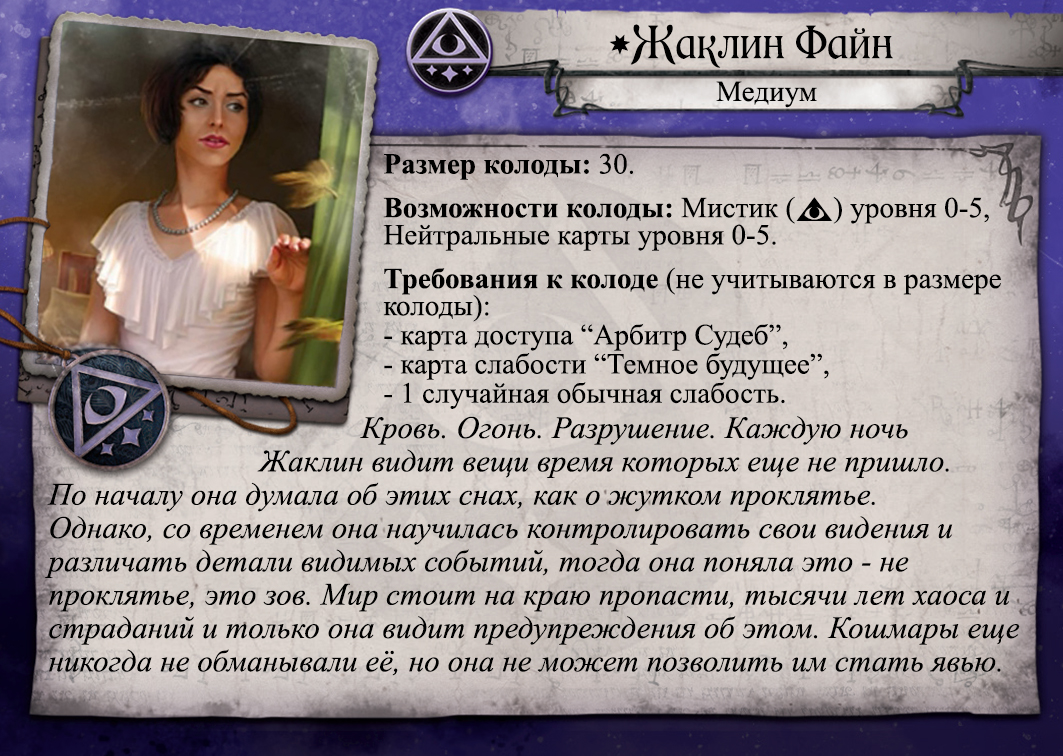 Жаклин Файн
Медиум
Размер колоды: 30.
Возможности колоды: Мистик () уровня 0-5,
Нейтральные карты уровня 0-5.
Требования к колоде (не учитываются в размере
колоды):
- карта доступа “Арбитр Судеб”,
- карта слабости “Темное будущее”,
- 1 случайная обычная слабость.
Кровь. Огонь. Разрушение. Каждую ночь
Жаклин видит вещи время которых еще не пришло.
По началу она думала об этих снах, как о жутком проклятье.
Однако, со временем она научилась контролировать свои видения и
различать детали видимых событий, тогда она поняла это - не
проклятье, это зов. Мир стоит на краю пропасти, тысячи лет хаоса и
страданий и только она видит предупреждения об этом. Кошмары еще
никогда не обманывали её, но она не может позволить им стать явью.